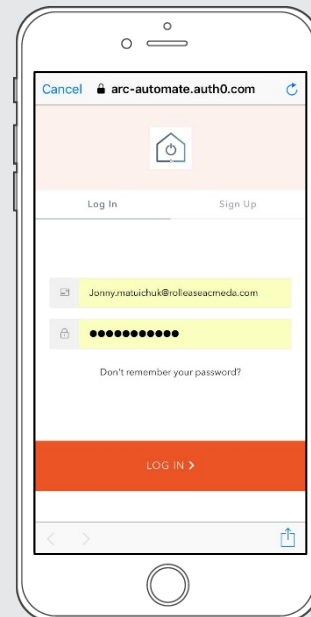 Cancel arc-automate.auth0.com
Log In Sign Up
Jonny.matuichuk@rolleaseacmeda.com
●●●●●●●●●●●
Don't remember your password?
LOG IN >